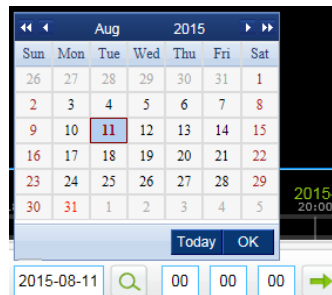 Aug 2015
Sun Mon Tue Wed Thu Fri Sat
26 27 28 29 30 31 1
2 3 4 5 6 7 8
9 10 11 12 13 14 15
16 17 18 19 20 21 22
23 24 25 26 27 28 29
30 31 1 2 3 4 5
Today OK
2015-
20:00
2015-08-11 00 00 00